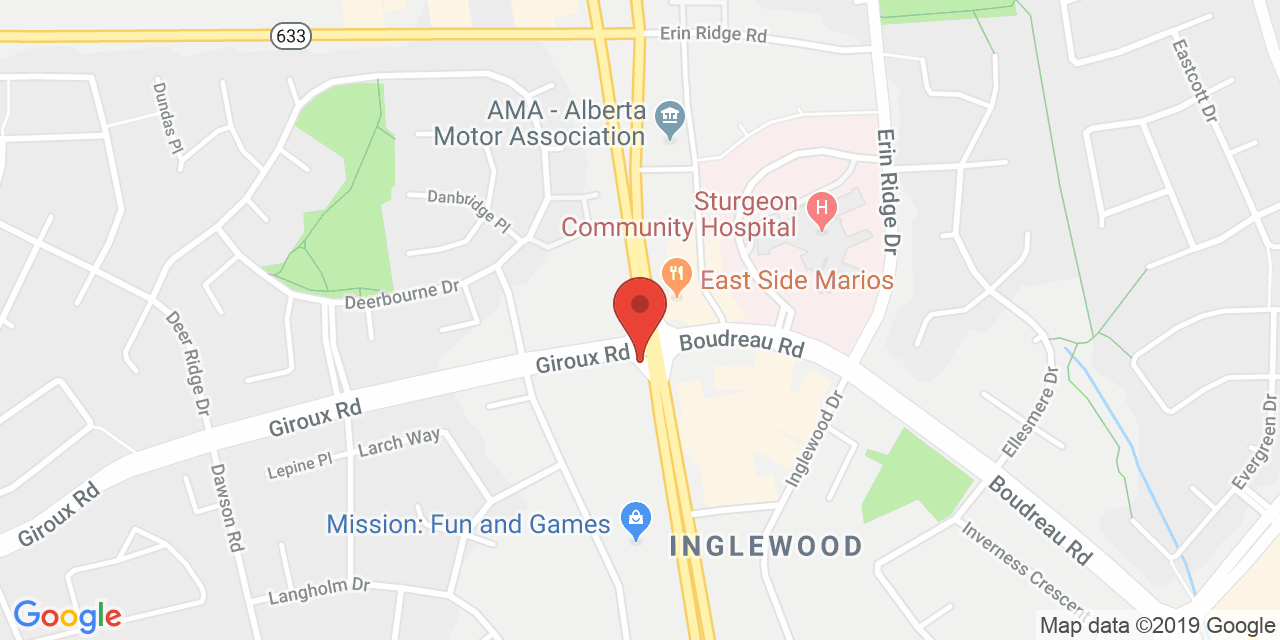 633
Erin Ridge Rd
Eastcott Dr
Dundas Pl
AMA - Alberta
Motor Association
Erin Ridge Dr
Danbridge Pl
Sturgeon
Community Hospital
H
East Side Marios
Deerbourne Dr
Deer Ridge Dr
Giroux Rd
Boudreau Rd
Giroux Rd
Larch Way
Lepine Pl
Inglewood Dr
Ellesmere Dr
Evergreen Dr
Giroux Rd
Dawson Rd
Mission: Fun and Games
INGLEWOOD
Boudreau Rd
Inverness Crescent
Langholm Dr
Google
Map data ©2019 Google